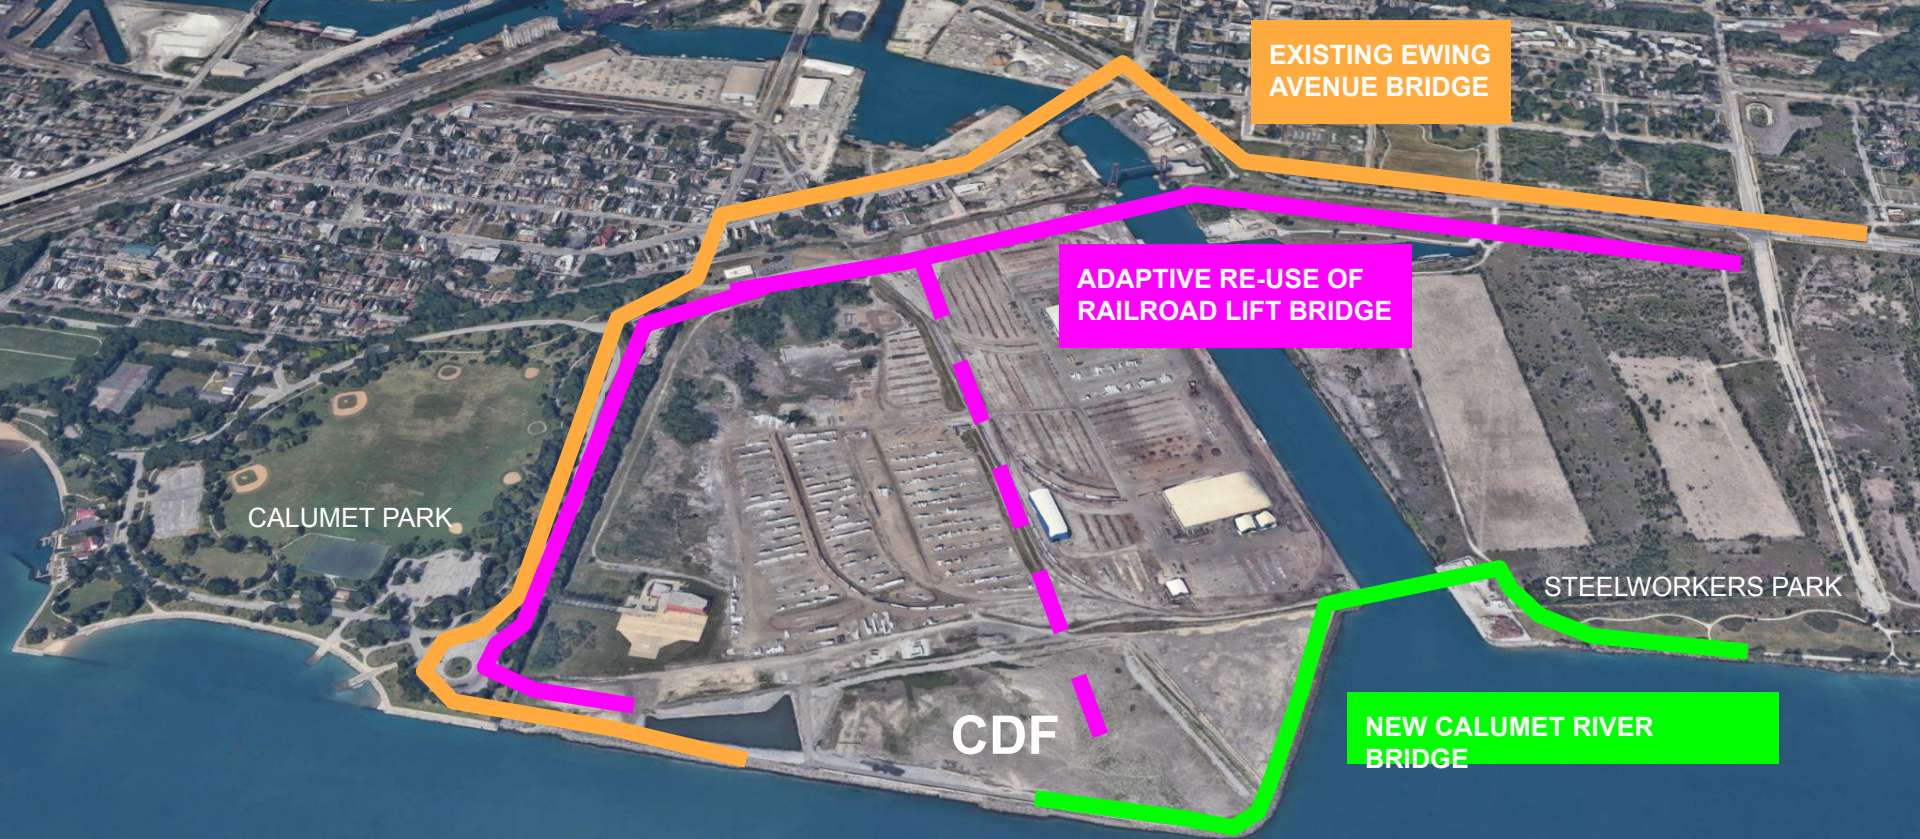 EXISTING EWING
AVENUE BRIDGE
ADAPTIVE RE-USE OF
RAILROAD LIFT BRIDGE
CALUMET PARK
STEELWORKERS PARK
CDF
NEW CALUMET RIVER
BRIDGE